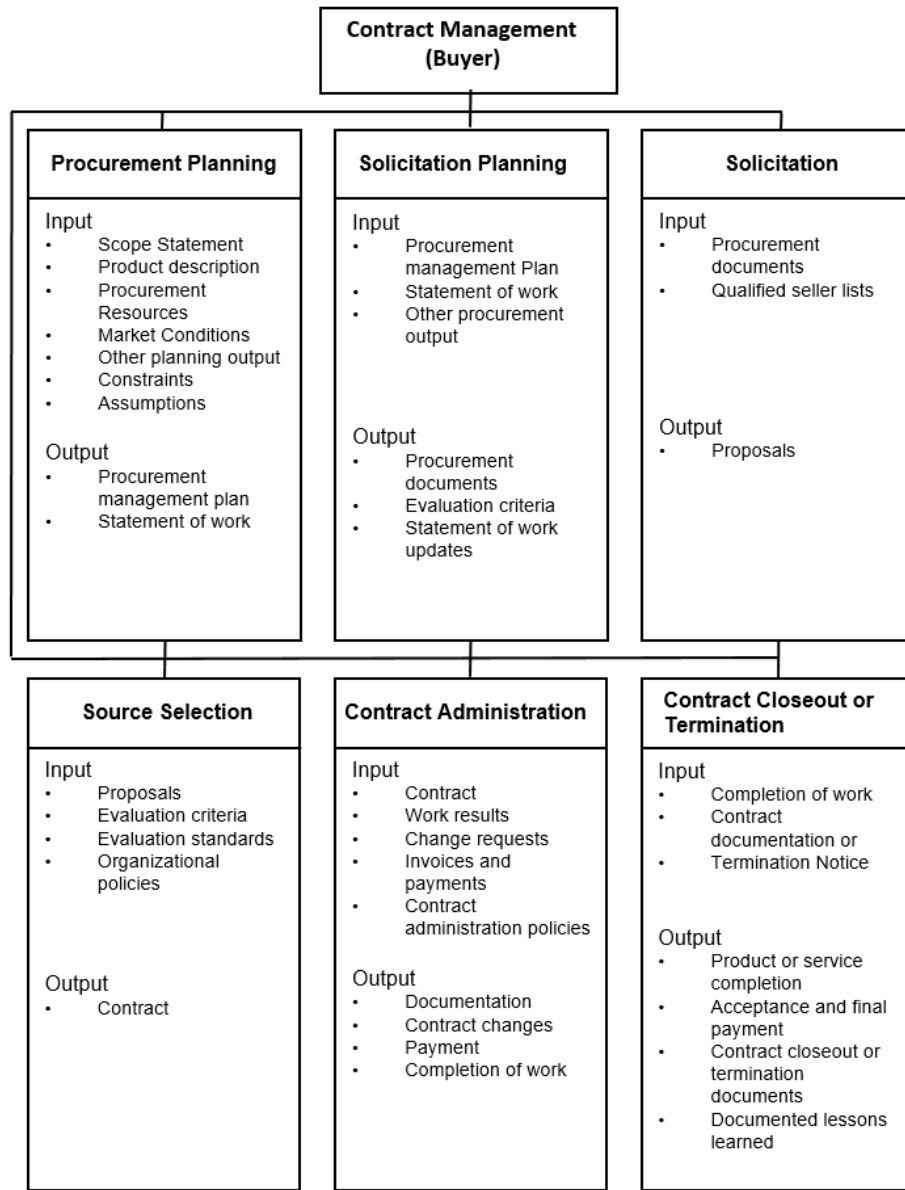 Contract Management
(Buyer)
Procurement Planning
Input
• Scope Statement
• Product description
• Procurement
Resources
• Market Conditions
• Other planning output
• Constraints
• Assumptions
Output
• Procurement
management plan
• Statement of work
Solicitation Planning
Input
• Procurement
management Plan
• Statement of work
• Other procurement
output
Output
• Procurement
documents
• Evaluation criteria
• Statement of work
updates
Solicitation
Input
• Procurement
documents
• Qualified seller lists
Output
• Proposals
Source Selection
Input
• Proposals
• Evaluation criteria
• Evaluation standards
• Organizational
policies
Output
• Contract
Contract Administration
Input
• Contract
• Work results
• Change requests
• Invoices and
payments
• Contract
administration policies
Output
• Documentation
• Contract changes
• Payment
• Completion of work
Contract Closeout or
Termination
Input
• Completion of work
• Contract
documentation or
• Termination Notice
Output
• Product or service
completion
• Acceptance and final
payment
• Contract closeout or
termination
documents
• Documented lessons
learned